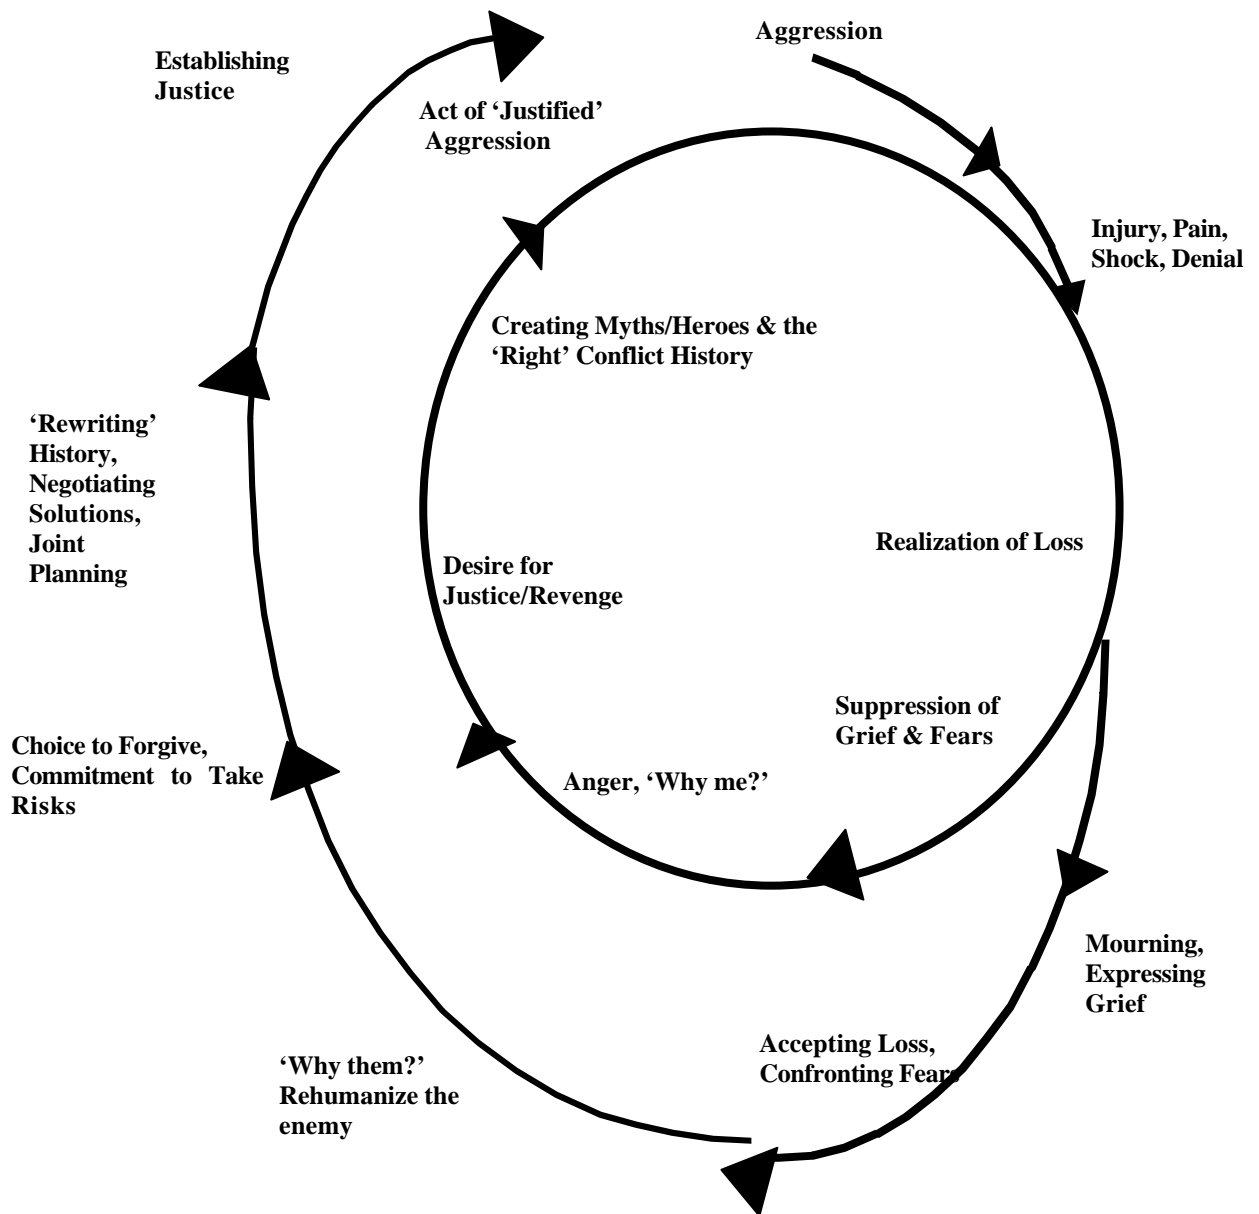 Aggression
Establishing
Justice
Act of ‘Justified’
Aggression
Injury, Pain,
Shock, Denial
Creating Myths/Heroes & the
‘Right’ Conflict History
‘Rewriting’
History,
Negotiating
Solutions,
Joint
Planning
Realization of Loss
Desire for
Justice/Revenge
Suppression of
Grief & Fears
Choice to Forgive,
Commitment to Take
Risks
Anger, ‘Why me?’
Mourning,
Expressing
Grief
Accepting Loss,
Confronting Fears
‘Why them?’
Rehumanize the
enemy